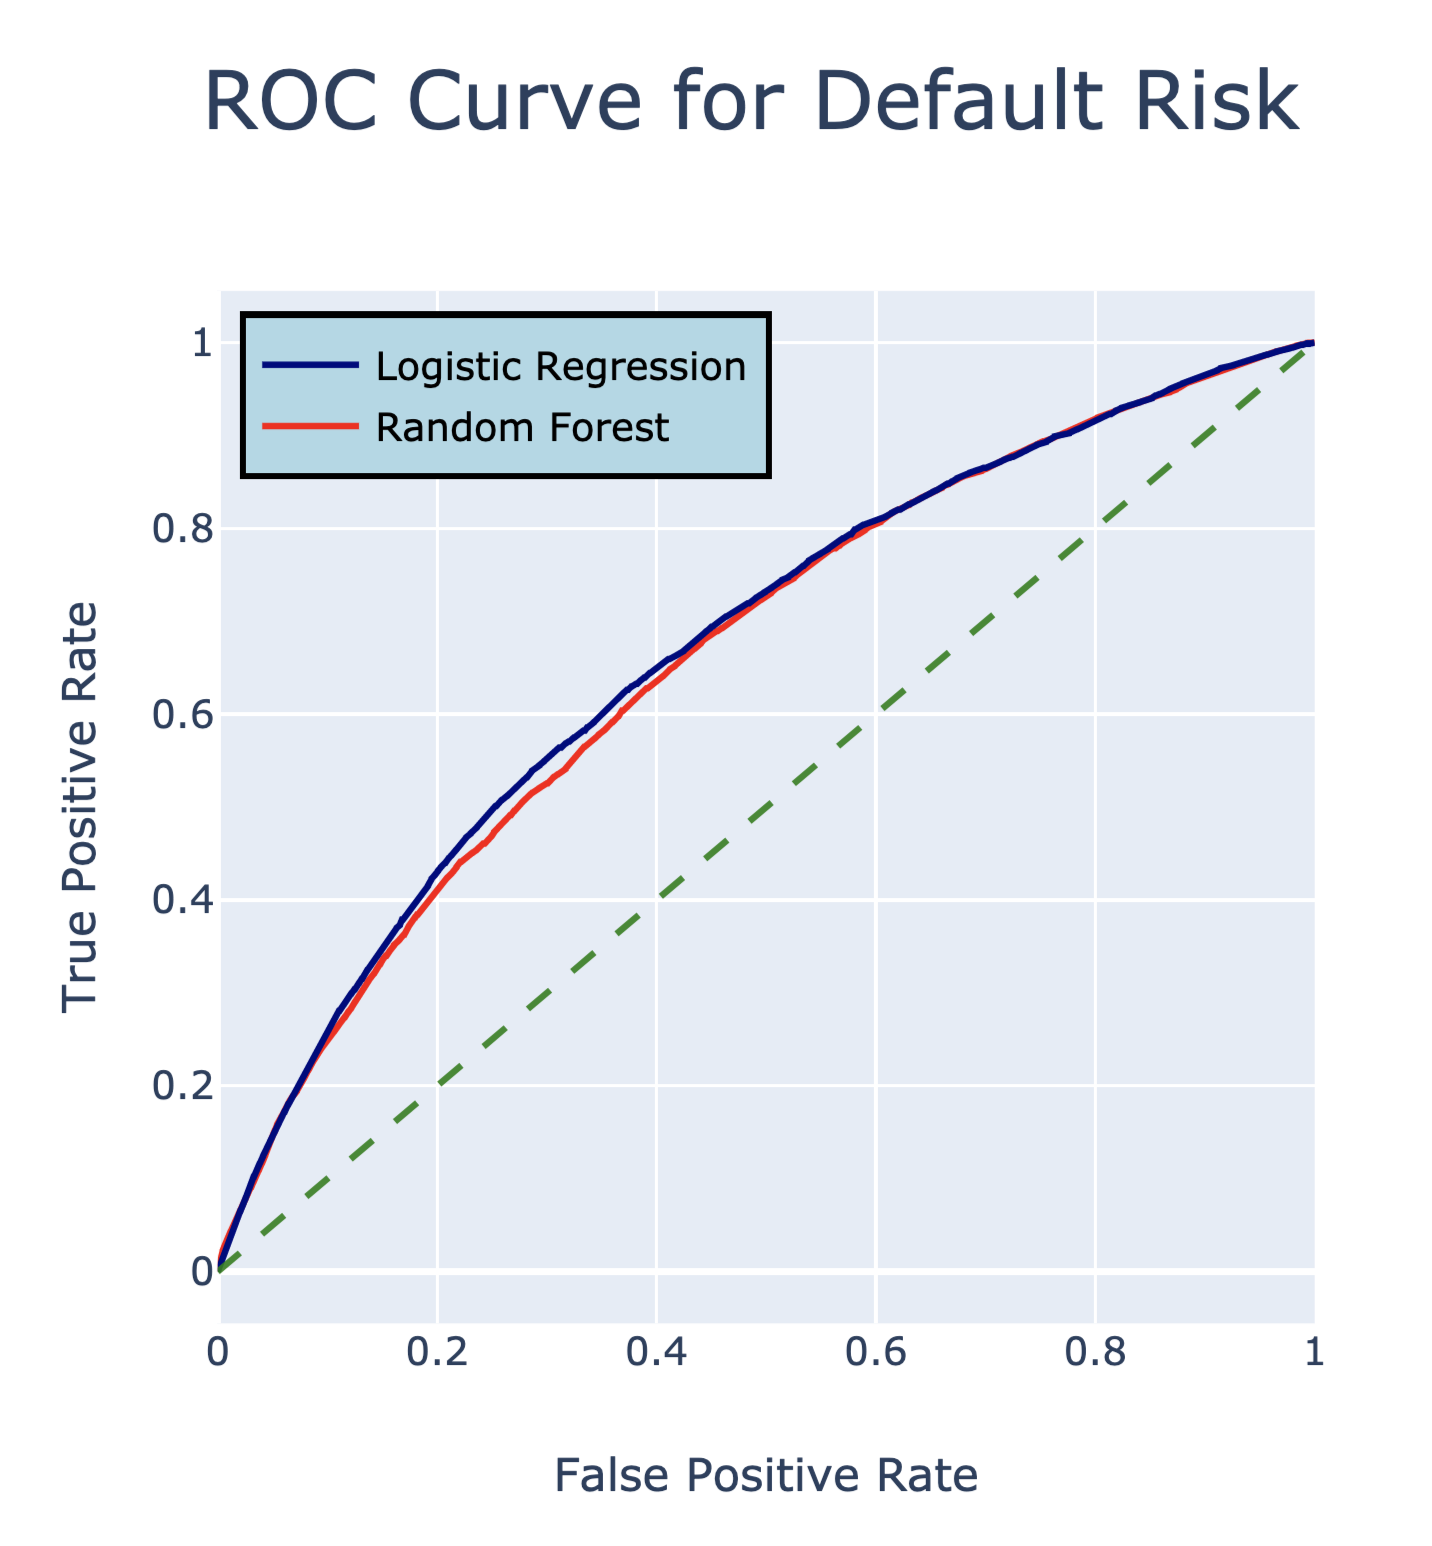 ROC Curve for Default Risk
Logistic Regression
Random Forest
True Positive Rate
1
0.8
0.6
0.4
0.2
0
0
0.2
0.4
0.6
0.8
1
False Positive Rate